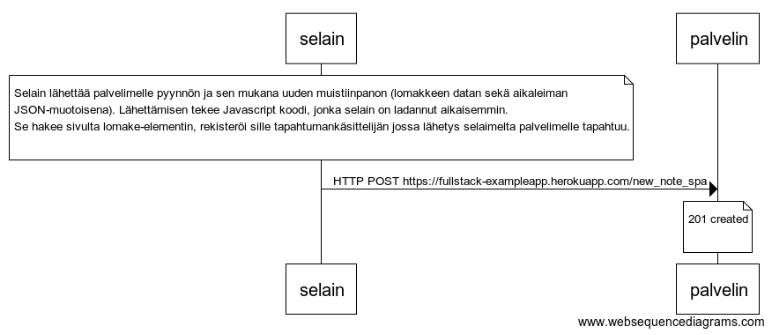 selain
palvelin
Selain lähettää palvelimelle pyynnön ja sen mukana uuden muistiinpanon (lomakkeen datan sekä aikaleiman
JSON-muotoisena). Lähettämisen tekee Javascript koodi, jonka selain on ladannut aikaisemmin.
Se hakee sivulta lomake-elementin, rekisteröi sille tapahtumankäsittelijän jossa lähetys selaimelta palvelimelle tapahtuu.
HTTP POST https://fullstack-exampleapp.herokuapp.com/new_note_spa
201 created
selain
palvelin
www.websequencediagrams.com